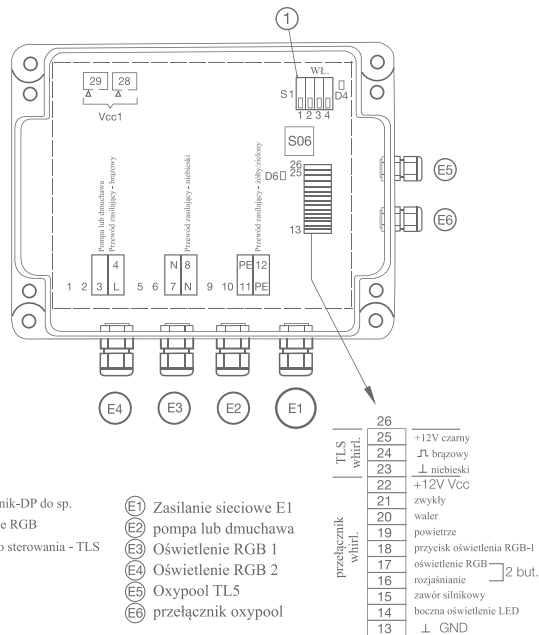 1
WŁ.
29 28
S1
D4
1 2 3 4
Vcc1
S06
26
D6 25
E5
13
E6
Pompa lub dmuchawa
Przewód zasilający - brązowy
Przewód zasilający - niebieski
Przewód zasilający - żółty/zielony
4 N 8 PE 12
1 2 3 L 5 6 7 N 9 10 11 PE
E4 E3 E2 E1
26
TLS whirl.
25 +12V czarny
24 ⎍ brązowy
23 ⊥ niebieski
przełącznik whirl.
22 +12V Vcc
21 zwykły
20 waler
19 powietrze
18 przycisk oświetlenia RGB-1
17 oświetlenie RGB
16 rozjaśnianie
2 but.
15 zawór silnikowy
14 boczna oświetlenie LED
13 ⊥ GND
nik-DP do sp.
e RGB
o sterowania - TLS
E1 Zasilanie sieciowe E1
E2 pompa lub dmuchawa
E3 Oświetlenie RGB 1
E4 Oświetlenie RGB 2
E5 Oxypool TL5
E6 przełącznik oxypool